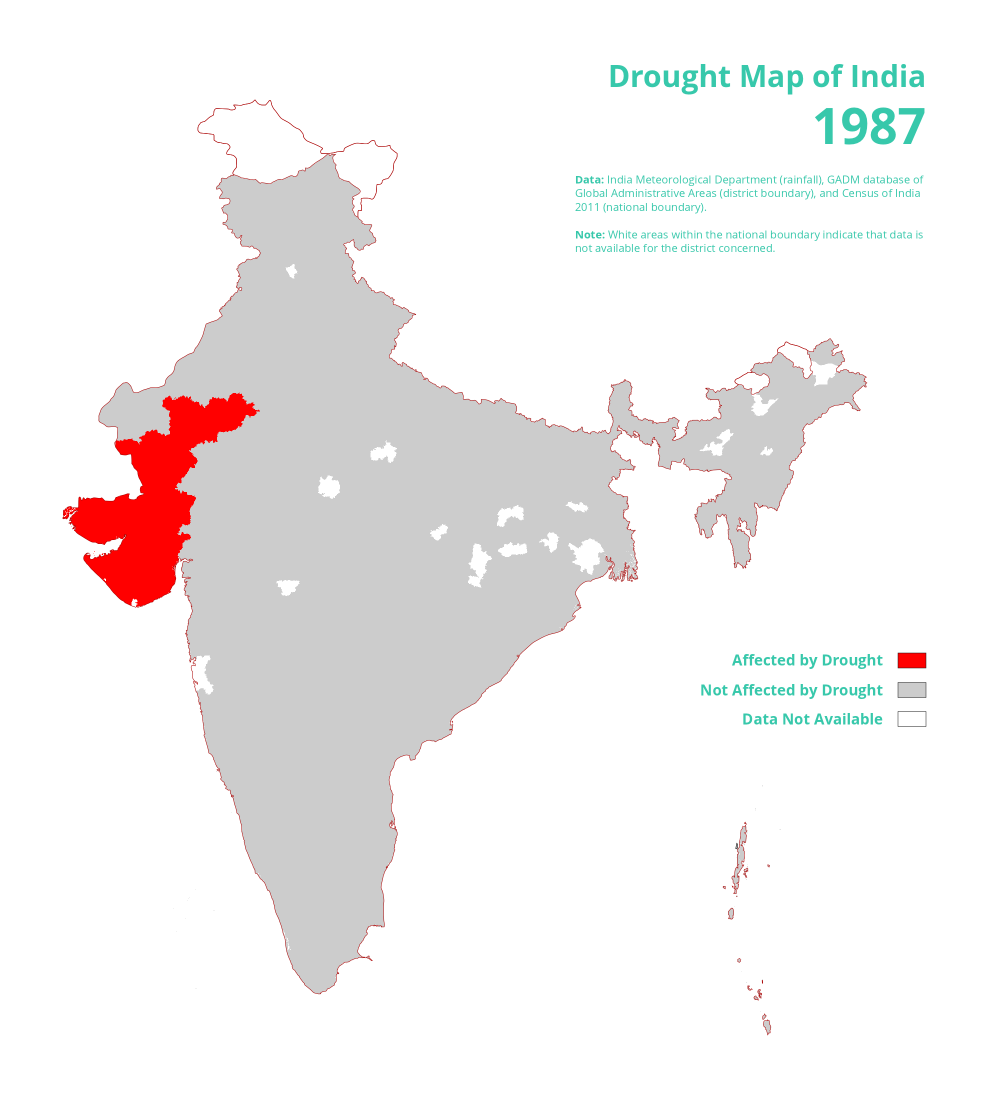 Drought Map of India
1987
Data: India Meteorological Department (rainfall), GADM database of
Global Administrative Areas (district boundary), and Census of India
2011 (national boundary).
Note: White areas within the national boundary indicate that data is
not available for the district concerned.
Affected by Drought
Not Affected by Drought
Data Not Available